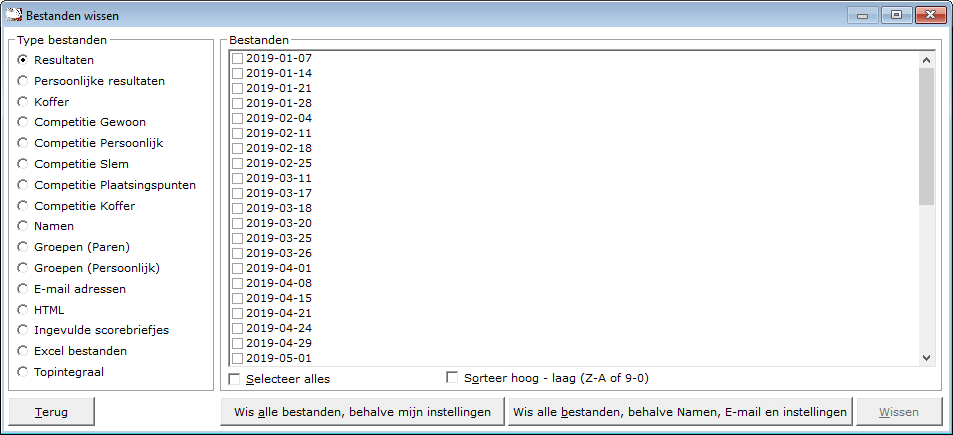 Bestanden wissen
Type bestanden
Resultaten
Persoonlijke resultaten
Koffer
Competitie Gewoon
Competitie Persoonlijk
Competitie Slem
Competitie Plaatsingspunten
Competitie Koffer
Namen
Groepen (Paren)
Groepen (Persoonlijk)
E-mail adressen
HTML
Ingevulde scorebriefjes
Excel bestanden
Topintegraal
Bestanden
2019-01-07
2019-01-14
2019-01-21
2019-01-28
2019-02-04
2019-02-11
2019-02-18
2019-02-25
2019-03-11
2019-03-17
2019-03-18
2019-03-20
2019-03-25
2019-03-26
2019-04-01
2019-04-08
2019-04-15
2019-04-21
2019-04-24
2019-04-29
2019-05-01
Selecteer alles
Sorteer hoog - laag (Z-A of 9-0)
Terug
Wis alle bestanden, behalve mijn instellingen
Wis alle bestanden, behalve Namen, E-mail en instellingen
Wissen